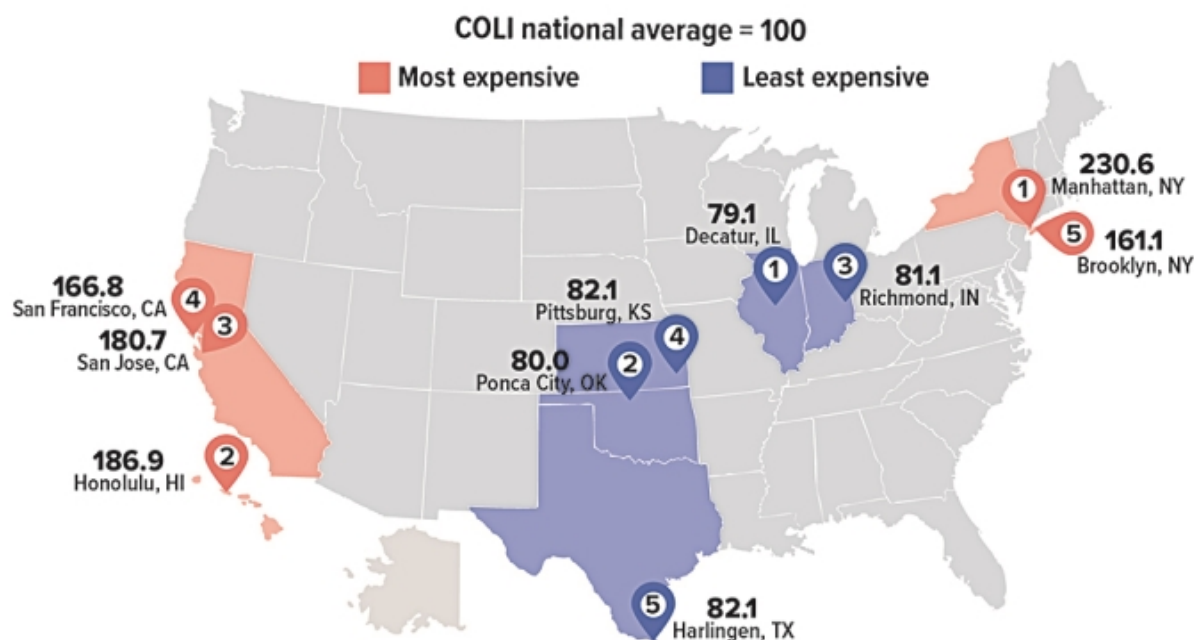 COLI national average = 100
Most expensive
Least expensive
230.6
1
Manhattan, NY
5
161.1
Brooklyn, NY
79.1
Decatur, IL
1
3
81.1
Richmond, IN
82.1
Pittsburg, KS
4
80.0
Ponca City, OK
2
166.8
San Francisco, CA
4
180.7
San Jose, CA
3
186.9
Honolulu, HI
2
5
82.1
Harlingen, TX